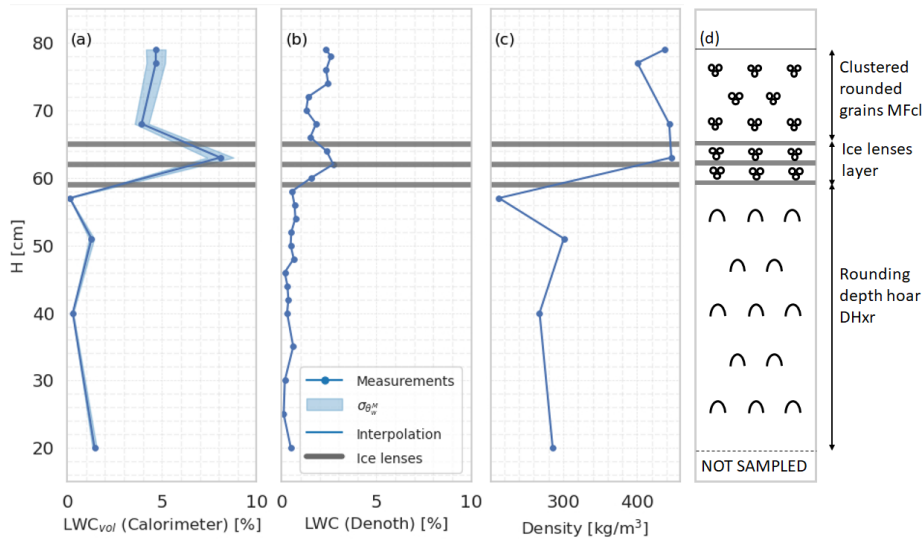 (a)
(b)
(c)
(d)
80
70
60
50
40
30
20
H [cm]
0
5
10
LWC_vol (Calorimeter) [%]
0
5
10
LWC (Denoth) [%]
300
400
Density [kg/m³]
Measurements
σ_θ_w^M
Interpolation
Ice lenses
Clustered
rounded
grains MFcl
Ice lenses
layer
Rounding
depth hoar
DHxr
NOT SAMPLED